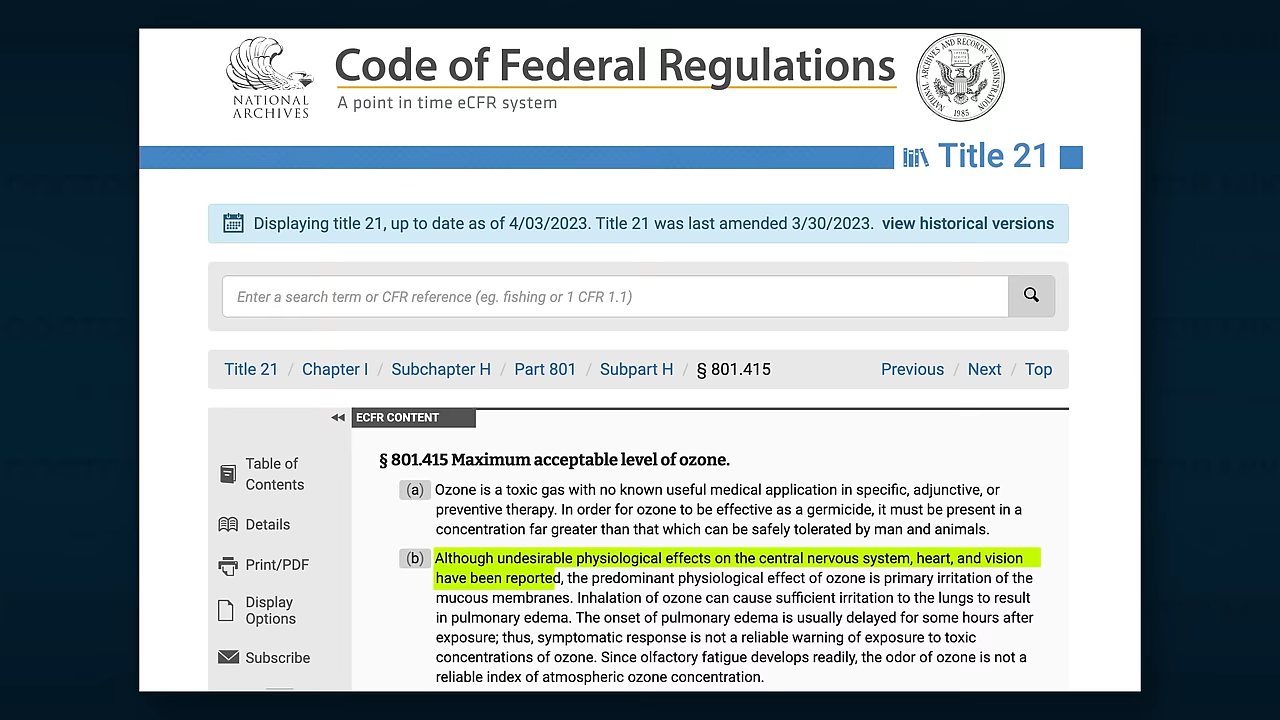 NATIONAL
ARCHIVES
Code of Federal Regulations
A point in time eCFR system
NATIONAL ARCHIVES AND RECORDS ADMINISTRATION
1985
Title 21
Displaying title 21, up to date as of 4/03/2023. Title 21 was last amended 3/30/2023. view historical versions
Enter a search term or CFR reference (eg. fishing or 1 CFR 1.1)
Title 21 / Chapter I / Subchapter H / Part 801 / Subpart H / § 801.415 Previous / Next / Top
ECFR CONTENT
Table of
Contents
Details
Print/PDF
Display
Options
Subscribe
§ 801.415 Maximum acceptable level of ozone.
(a) Ozone is a toxic gas with no known useful medical application in specific, adjunctive, or
preventive therapy. In order for ozone to be effective as a germicide, it must be present in a
concentration far greater than that which can be safely tolerated by man and animals.
(b) Although undesirable physiological effects on the central nervous system, heart, and vision
have been reported, the predominant physiological effect of ozone is primary irritation of the
mucous membranes. Inhalation of ozone can cause sufficient irritation to the lungs to result
in pulmonary edema. The onset of pulmonary edema is usually delayed for some hours after
exposure; thus, symptomatic response is not a reliable warning of exposure to toxic
concentrations of ozone. Since olfactory fatigue develops readily, the odor of ozone is not a
reliable index of atmospheric ozone concentration.